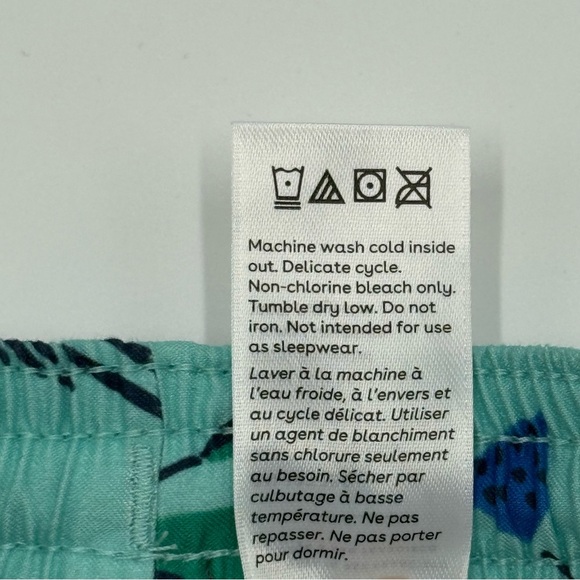 Machine wash cold inside
out. Delicate cycle.
Non-chlorine bleach only.
Tumble dry low. Do not
iron. Not intended for use
as sleepwear.
Laver à la machine à
l'eau froide, à l'envers et
au cycle délicat. Utiliser
un agent de blanchiment
sans chlorure seulement
au besoin. Sécher par
culbutage à basse
température. Ne pas
repasser. Ne pas porter
pour dormir.